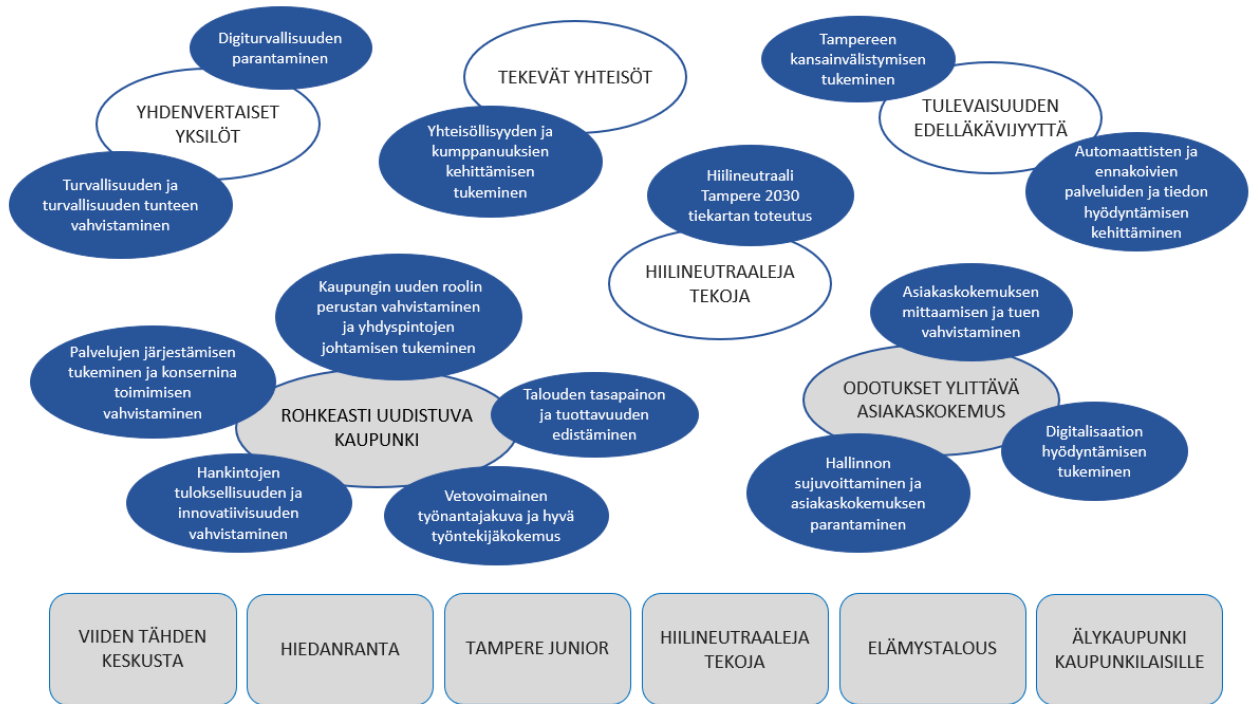 Digiturvallisuuden
parantaminen
YHDENVERTAISET
YKSILÖT
Turvallisuuden ja
turvallisuuden tunteen
vahvistaminen
TEKEVÄT YHTEISÖT
Yhteisöllisyyden ja
kumppanuuksien
kehittämisen
tukeminen
Tampereen
kansainvälistymisen
tukeminen
TULEVAISUUDEN
EDELLÄKÄVIJYYTTÄ
Automaattisten ja
ennakoivien
palveluiden ja tiedon
hyödyntämisen
kehittäminen
Hiilineutraali
Tampere 2030
tiekartan toteutus
HIILINEUTRAALEJA
TEKOJA
Kaupungin uuden roolin
perustan vahvistaminen
ja yhdyspintojen
johtamisen tukeminen
Palvelujen järjestämisen
tukeminen ja konsernina
toimimisen
vahvistaminen
ROHKEASTI UUDISTUVA
KAUPUNKI
Talouden tasapainon
ja tuottavuuden
edistäminen
Hankintojen
tuloksellisuuden ja
innovatiivisuuden
vahvistaminen
Vetovoimainen
työnantajakuva ja hyvä
työntekijäkokemus
Asiakaskokemuksen
mittaamisen ja tuen
vahvistaminen
ODOTUKSET YLITTÄVÄ
ASIAKASKOKEMUS
Digitalisaation
hyödyntämisen
tukeminen
Hallinnon
sujuvoittaminen ja
asiakaskokemuksen
parantaminen
VIIDEN TÄHDEN
KESKUSTA
HIEDANRANTA
TAMPERE JUNIOR
HIILINEUTRAALEJA
TEKOJA
ELÄMYSTALOUS
ÄLYKAUPUNKI
KAUPUNKILAISILLE